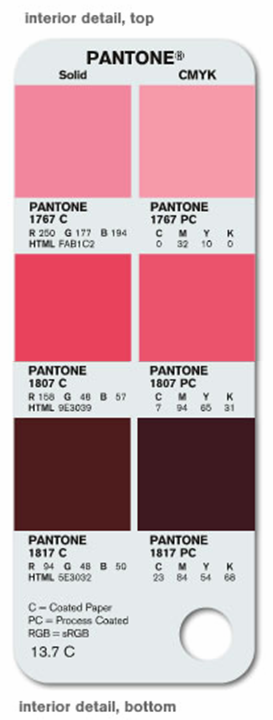 interior detail, top
PANTONE®
Solid CMYK
PANTONE
1767 C
R 250 G 177 B 194
HTML FAB1C2
PANTONE
1767 PC
C M Y K
0 32 10 0
PANTONE
1807 C
R 158 G 48 B 57
HTML 9E3039
PANTONE
1807 PC
C M Y K
7 94 65 31
PANTONE
1817 C
R 94 G 48 B 50
HTML 5E3032
PANTONE
1817 PC
C M Y K
23 84 54 68
C = Coated Paper
PC = Process Coated
RGB = sRGB
13.7 C
interior detail, bottom